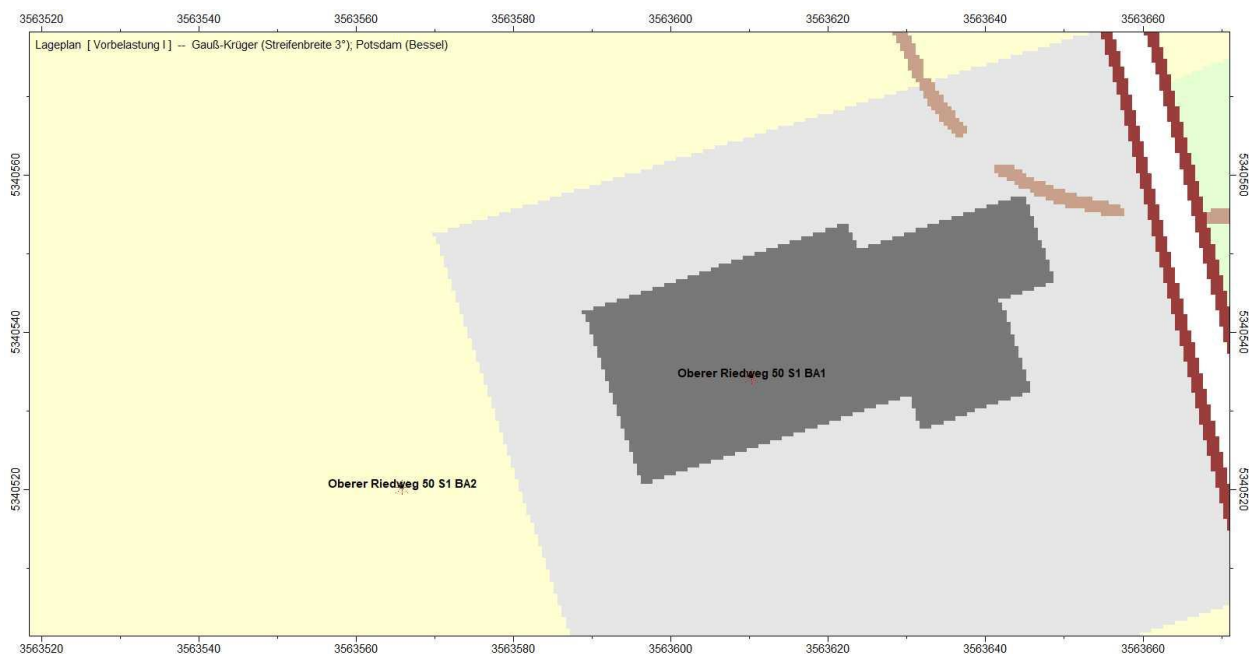 3563520 3563540 3563560 3563580 3563600 3563620 3563640 3563660
Lageplan [ Vorbelastung I ] -- Gauß-Krüger (Streifenbreite 3°); Potsdam (Bessel)
5340560 5340560
5340540 5340540
Oberer Riedweg 50 S1 BA1
5340520 5340520
Oberer Riedweg 50 S1 BA2
3563520 3563540 3563560 3563580 3563600 3563620 3563640 3563660